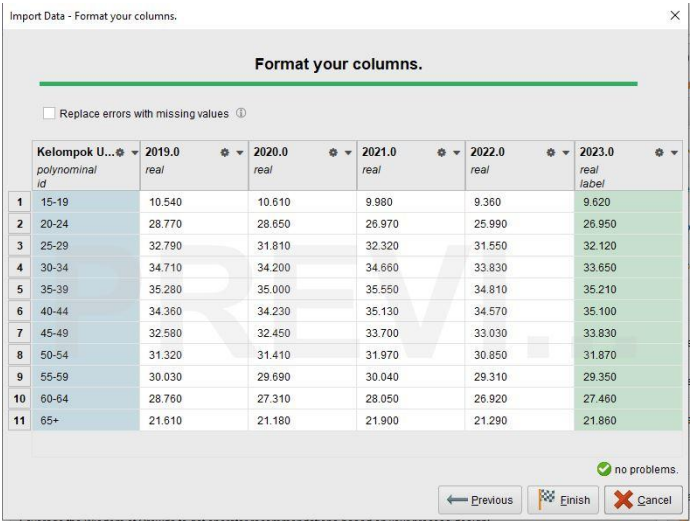 Import Data - Format your columns.
Format your columns.
Replace errors with missing values
Kelompok U... 2019.0 2020.0 2021.0 2022.0 2023.0
polynominal real real real real real
id label
1 15-19 10.540 10.610 9.980 9.360 9.620
2 20-24 28.770 28.650 26.970 25.990 26.950
3 25-29 32.790 31.810 32.320 31.550 32.120
4 30-34 34.710 34.200 34.660 33.830 33.650
5 35-39 35.280 35.000 35.550 34.810 35.210
6 40-44 34.360 34.230 35.130 34.570 35.100
7 45-49 32.580 32.450 33.700 33.030 33.830
8 50-54 31.320 31.410 31.970 30.850 31.870
9 55-59 30.030 29.690 30.040 29.310 29.350
10 60-64 28.760 27.310 28.050 26.920 27.460
11 65+ 21.610 21.180 21.900 21.290 21.860
PREVI...
no problems.
Previous Finish Cancel